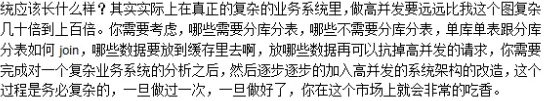 统应该长什么样？其实实际上在真正的复杂的业务系统里，做高并发要远远比我这个图复杂
几十倍到上百倍。你需要考虑，哪些需要分库分表，哪些不需要分库分表，单库单表跟分库
分表如何 join，哪些数据要放到缓存里去啊，放哪些数据再可以抗掉高并发的请求，你需要
完成对一个复杂业务系统的分析之后，然后逐步逐步的加入高并发的系统架构的改造，这个
过程是务必复杂的，一旦做过一次，一旦做好了，你在这个市场上就会非常的吃香。